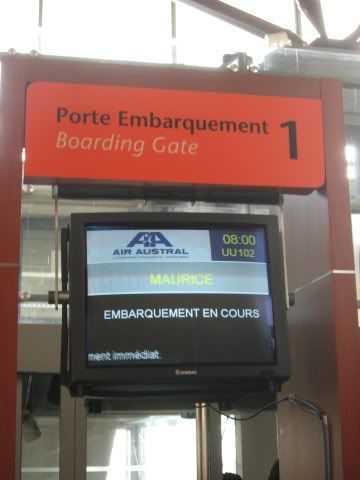 Porte Embarquement 1
Boarding Gate
AIR AUSTRAL
08:00
UU102
MAURICE
EMBARQUEMENT EN COURS
ment immédiat.